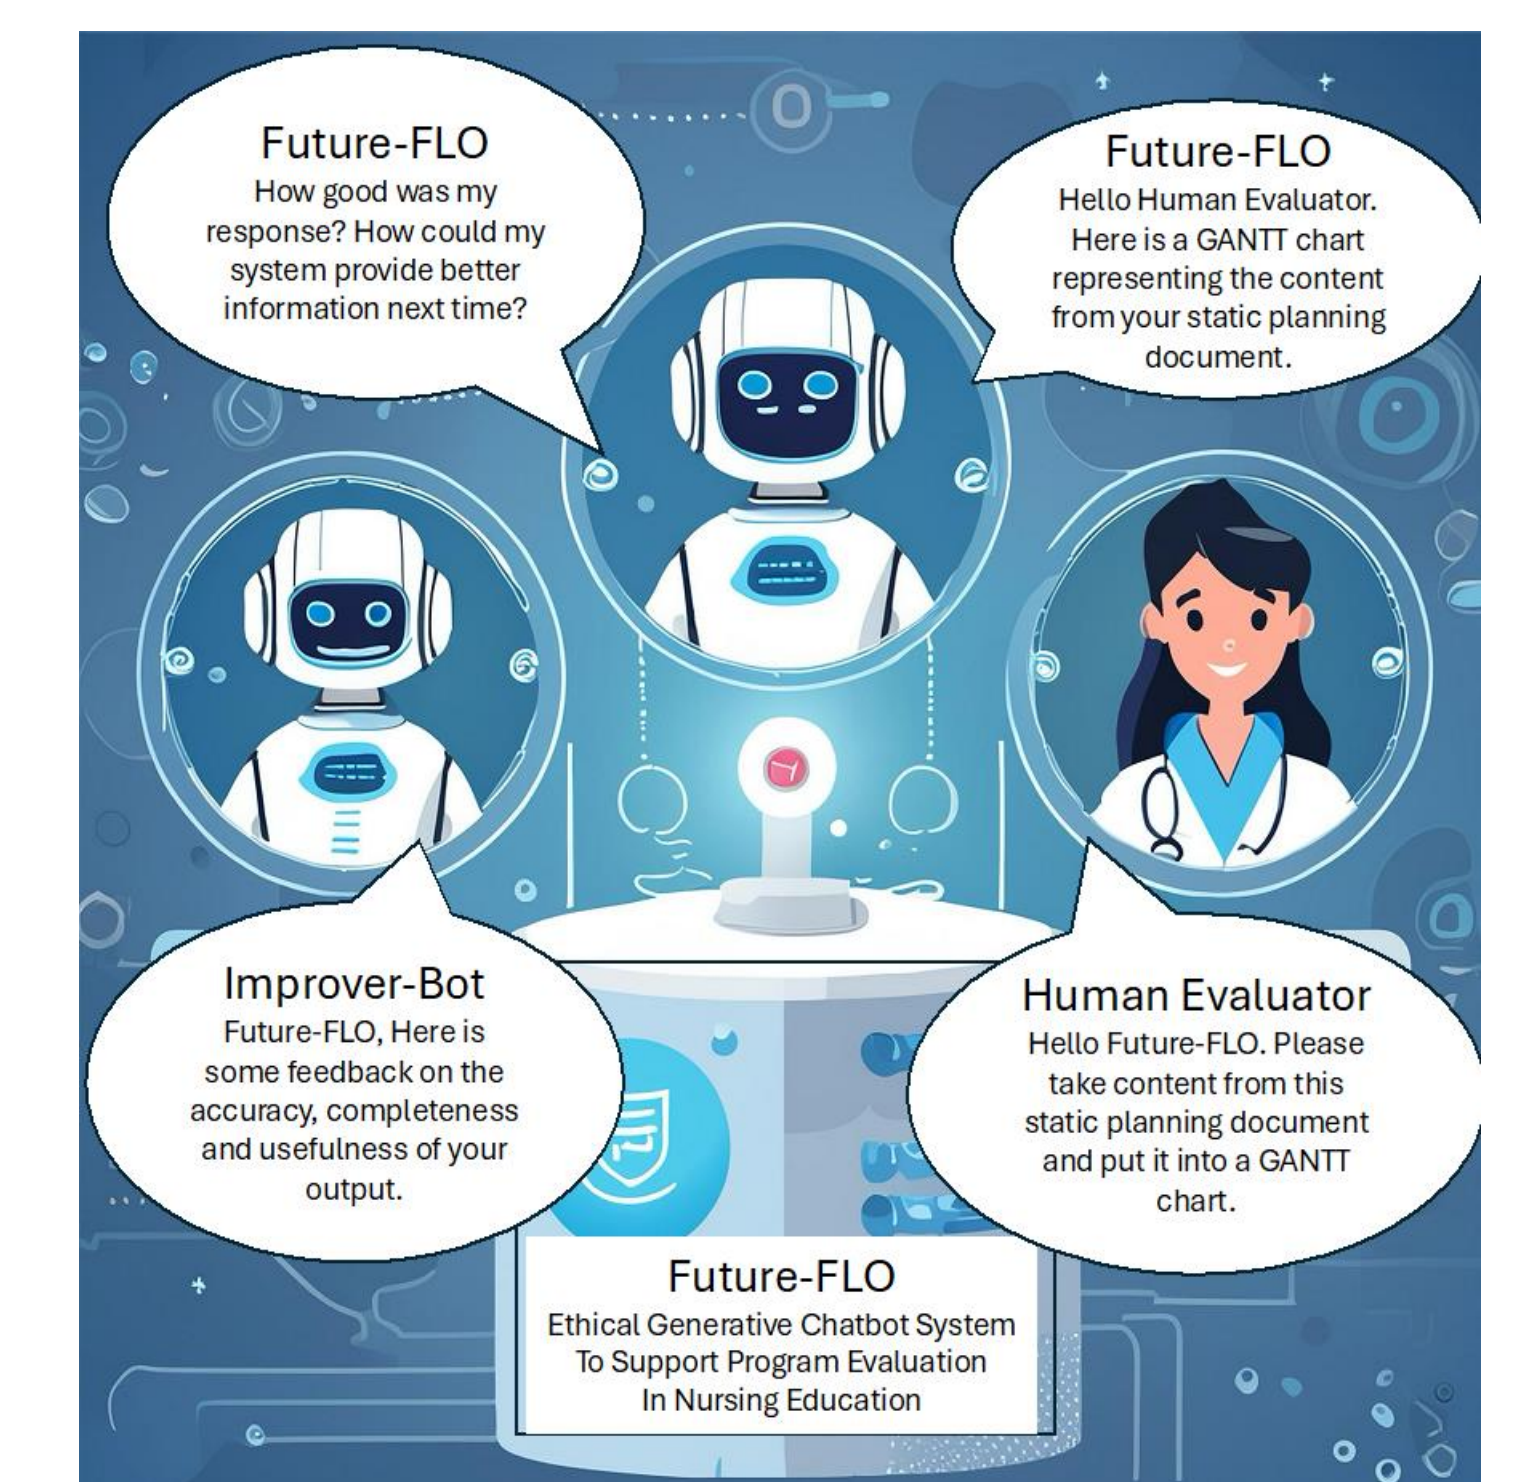 Future-FLO
How good was my
response? How could my
system provide better
information next time?
Future-FLO
Hello Human Evaluator.
Here is a GANTT chart
representing the content
from your static planning
document.
Improver-Bot
Future-FLO, Here is
some feedback on the
accuracy, completeness
and usefulness of your
output.
Human Evaluator
Hello Future-FLO. Please
take content from this
static planning document
and put it into a GANTT
chart.
Future-FLO
Ethical Generative Chatbot System
To Support Program Evaluation
In Nursing Education